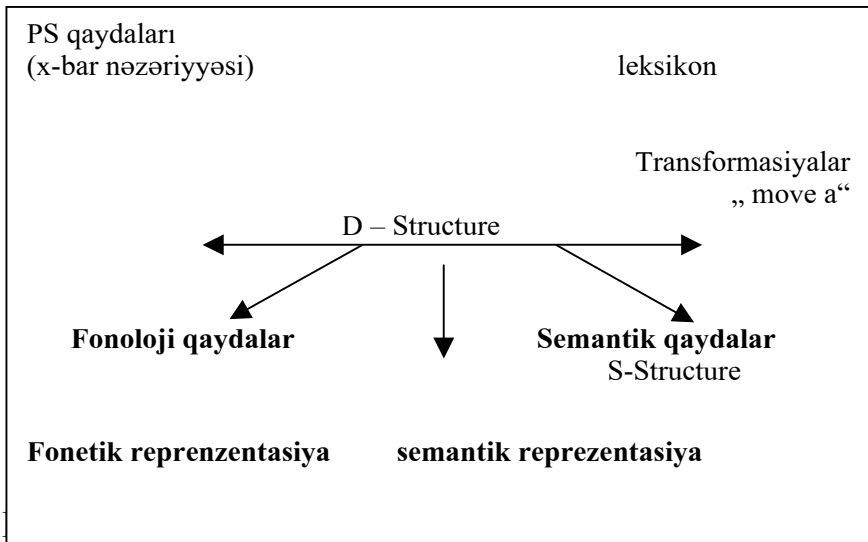 PS qaydaları
(x-bar nəzəriyyəsi) leksikon
Transformasiyalar
„ move a“
D – Structure
Fonoloji qaydalar Semantik qaydalar
S-Structure
Fonetik reprenzentasiya semantik reprezentasiya